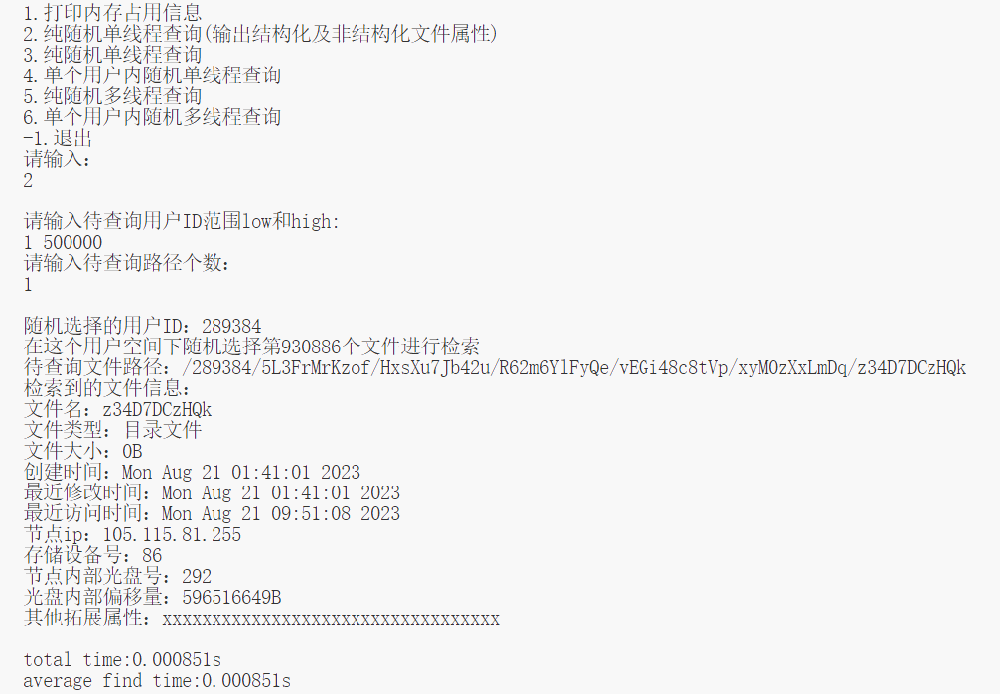 1.打印内存占用信息
2.纯随机单线程查询(输出结构化及非结构化文件属性)
3.纯随机单线程查询
4.单个用户内随机单线程查询
5.纯随机多线程查询
6.单个用户内随机多线程查询
-1.退出
请输入：
2
请输入待查询用户ID范围low和high:
1 500000
请输入待查询路径个数：
1
随机选择的用户ID：289384
在这个用户空间下随机选择第930886个文件进行检索
待查询文件路径：/289384/5L3FrMrKzof/HxsXu7Jb42u/R62m6YlFyQe/vEGi48c8tVp/xyM0zXxLmDq/z34D7DCzHQk
检索到的文件信息：
文件名：z34D7DCzHQk
文件类型：目录文件
文件大小：0B
创建时间：Mon Aug 21 01:41:01 2023
最近修改时间：Mon Aug 21 01:41:01 2023
最近访问时间：Mon Aug 21 09:51:08 2023
节点ip：105.115.81.255
存储设备号：86
节点内部光盘号：292
光盘内部偏移量：596516649B
其他拓展属性：xxxxxxxxxxxxxxxxxxxxxxxxxxxxxxxxxx
total time:0.000851s
average find time:0.000851s